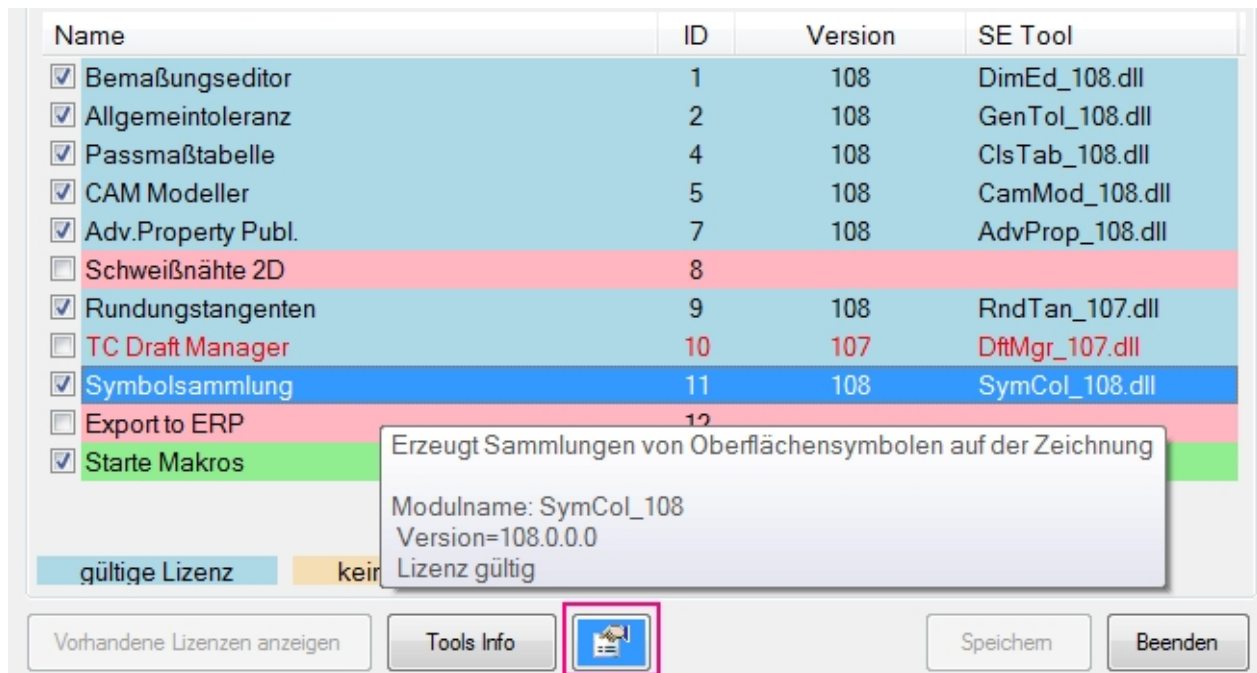 Name ID Version SE Tool
Bemaßungseditor 1 108 DimEd_108.dll
Allgemeintoleranz 2 108 GenTol_108.dll
Passmaßtabelle 4 108 ClsTab_108.dll
CAM Modeller 5 108 CamMod_108.dll
Adv.Property Publ. 7 108 AdvProp_108.dll
Schweißnähte 2D 8
Rundungstangenten 9 108 RndTan_107.dll
TC Draft Manager 10 107 DftMgr_107.dll
Symbolsammlung 11 108 SymCol_108.dll
Export to ERP 12
Starte Makros
Erzeugt Sammlungen von Oberflächensymbolen auf der Zeichnung
Modulname: SymCol_108
Version=108.0.0.0
Lizenz gültig
gültige Lizenz
Vorhandene Lizenzen anzeigen Tools Info Speichern Beenden